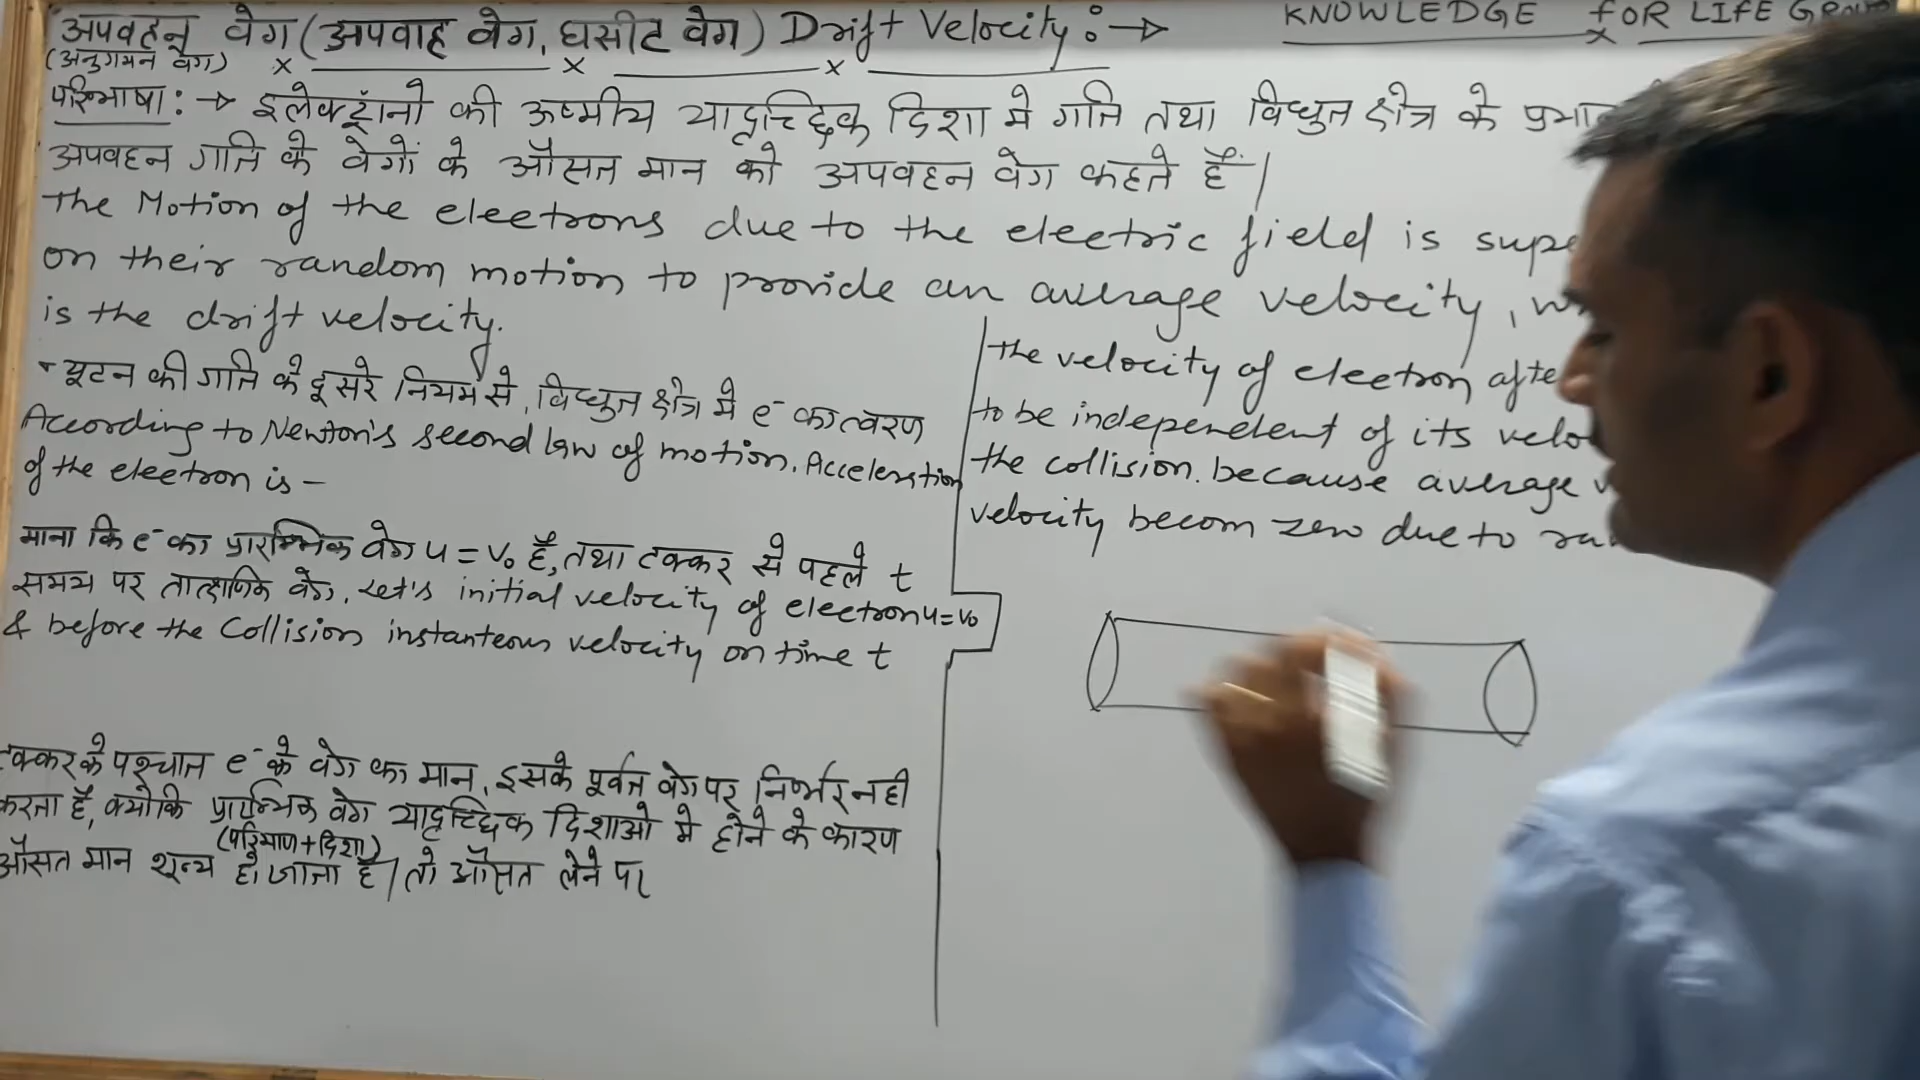 अपवहन वेग (अपवाह वेग, घसीट वेग) Drift Velocity :→
KNOWLEDGE FOR LIFE
(अनुगमन वेग)
परिभाषा :→ इलेक्ट्रॉनो की ऊष्मीय यादृच्छिक दिशा मे गति तथा विधुत क्षेत्र के
अपवहन गति के वेगों के औसत मान को अपवहन वेग कहते हैं।
the Motion of the electrons due to the electric field is
on their random motion to provide an average velocity,
is the drift velocity.
न्यूटन की गति के दूसरे नियम से, विध्धुत क्षेत्र मे e⁻ का त्वरण
According to Newton's second law of motion. Acceleration
of the electron is -
माना कि e⁻ का प्रारम्भिक वेग u = v₀ है, तथा टक्कर से पहले t
समय पर तात्क्षणिक वेग. Let's initial velocity of electron u=v₀
& before the Collision instanteous velocity on time t
टक्कर के पश्चात e⁻ के वेग का मान, इसके पूर्वत वेग पर निर्भर नही
करता है, क्योकि प्रारम्भिक वेग यादृच्छिक दिशाओ मे होने के कारण
(परिमाण+दिशा)
औसत मान शून्य हो जाता है। तो औसत लेने पर
the velocity of electron
to be independent of its
the collision. because average
velocity becom zero due to